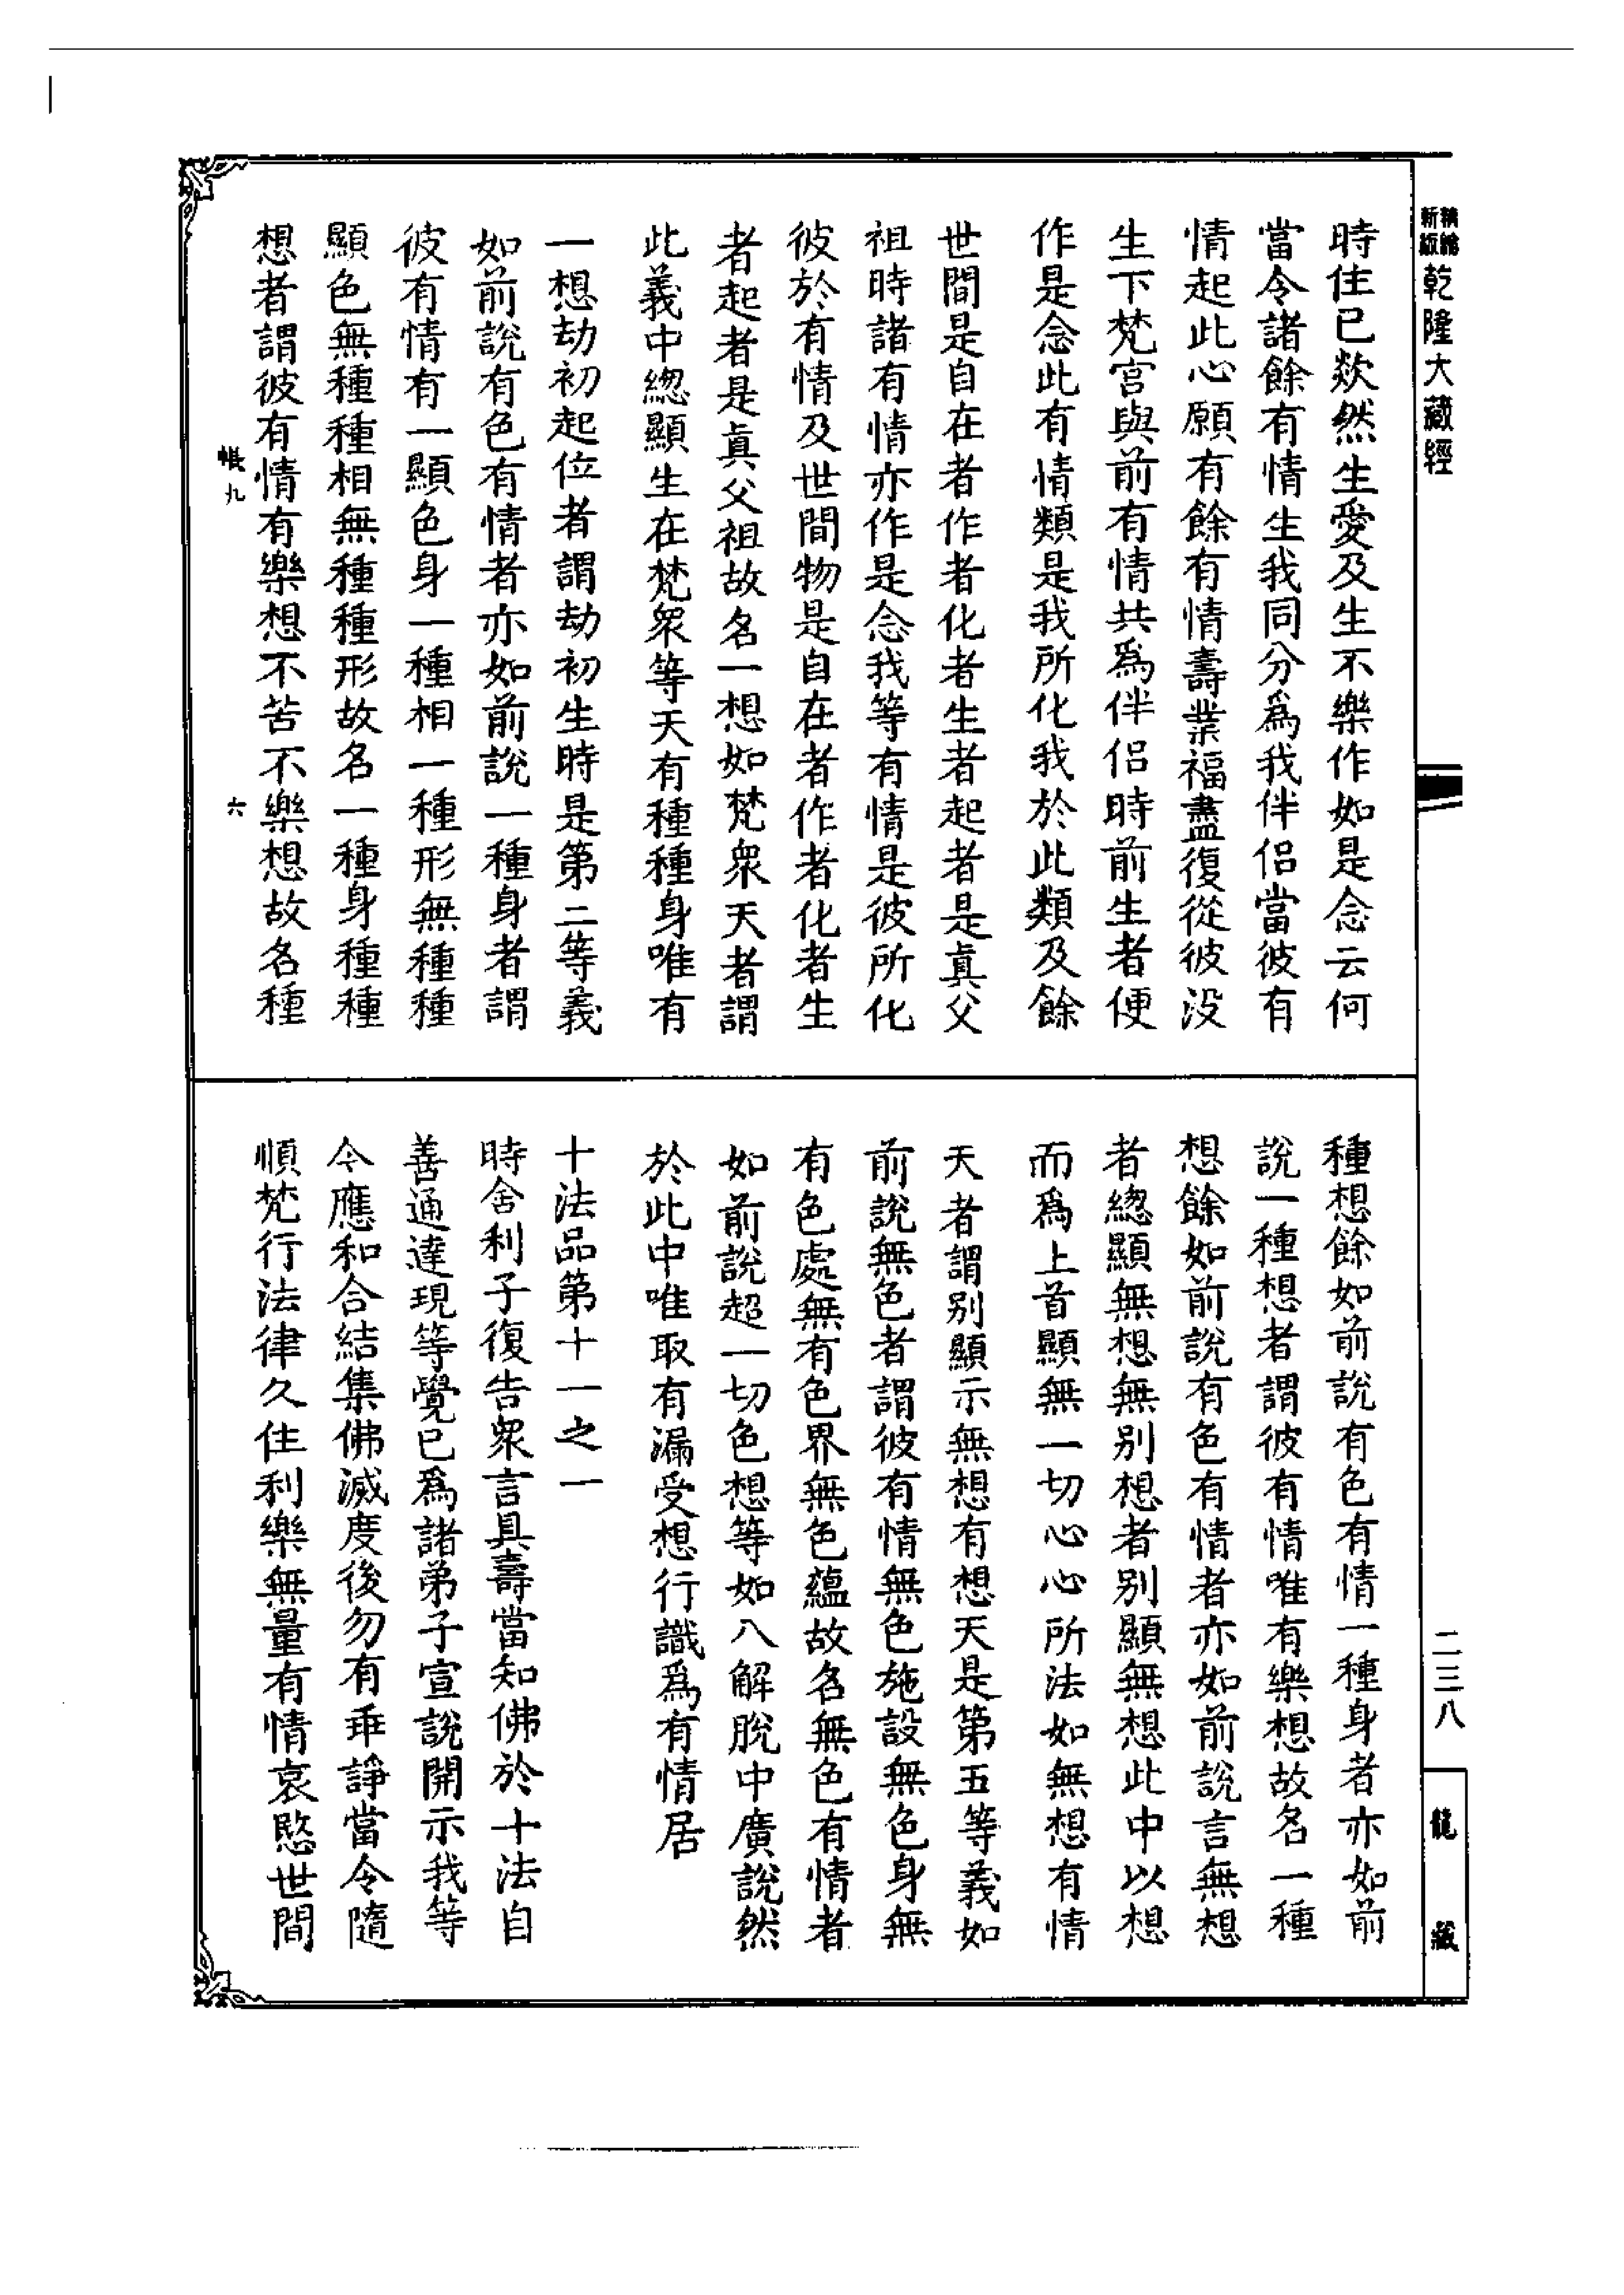 精縮
新版
乾隆大藏經
時住已欻然生愛及生不樂作如是念云何
當令諸餘有情生我同分為我伴侣當彼有
情起此心願有餘有情壽業福盡復從彼没
生下梵宫與前有情共爲伴侣時前生者便
作是念此有情類是我所化我於此類及餘
世間是自在者作者化者生者起者是真父
祖時諸有情亦作是念我等有情是彼所化
彼於有情及世間物是自在者作者化者生
者起者是真父祖故名一想如梵衆天者謂
此義中緫顯生在梵衆等天有種種身唯有
一想劫初起位者謂劫初生時是第二等義
如前說有色有情者亦如前說一種身者謂
彼有情有一顯色身一種相一種形無種種
顯色無種種相無種種形故名一種身種種
想者謂彼有情有樂想不苦不樂想故名種
帳九
六
種想餘如前說有色有情一種身者亦如前
說一種想者謂彼有情唯有樂想故名一種
想餘如前說有色有情者亦如前說言無想
者緫顯無想無别想者别顯無想此中以想
而爲上首顯無一切心心所法如無想有情
天者謂别顯示無想有想天是第五等義如
前說無色者謂彼有情無色施設無色身無
有色處無有色界無色蘊故名無色有情者
如前說超一切色想等如八解脫中廣說然
於此中唯取有漏受想行識爲有情居
十法品第十一之一
時舍利子復告衆言具壽當知佛於十法自
善通達現等覺已爲諸弟子宣說開示我等
令應和合結集佛滅度後勿有乖諍當令隨
順梵行法律久住利樂無量有情哀愍世間
二三八
龍藏